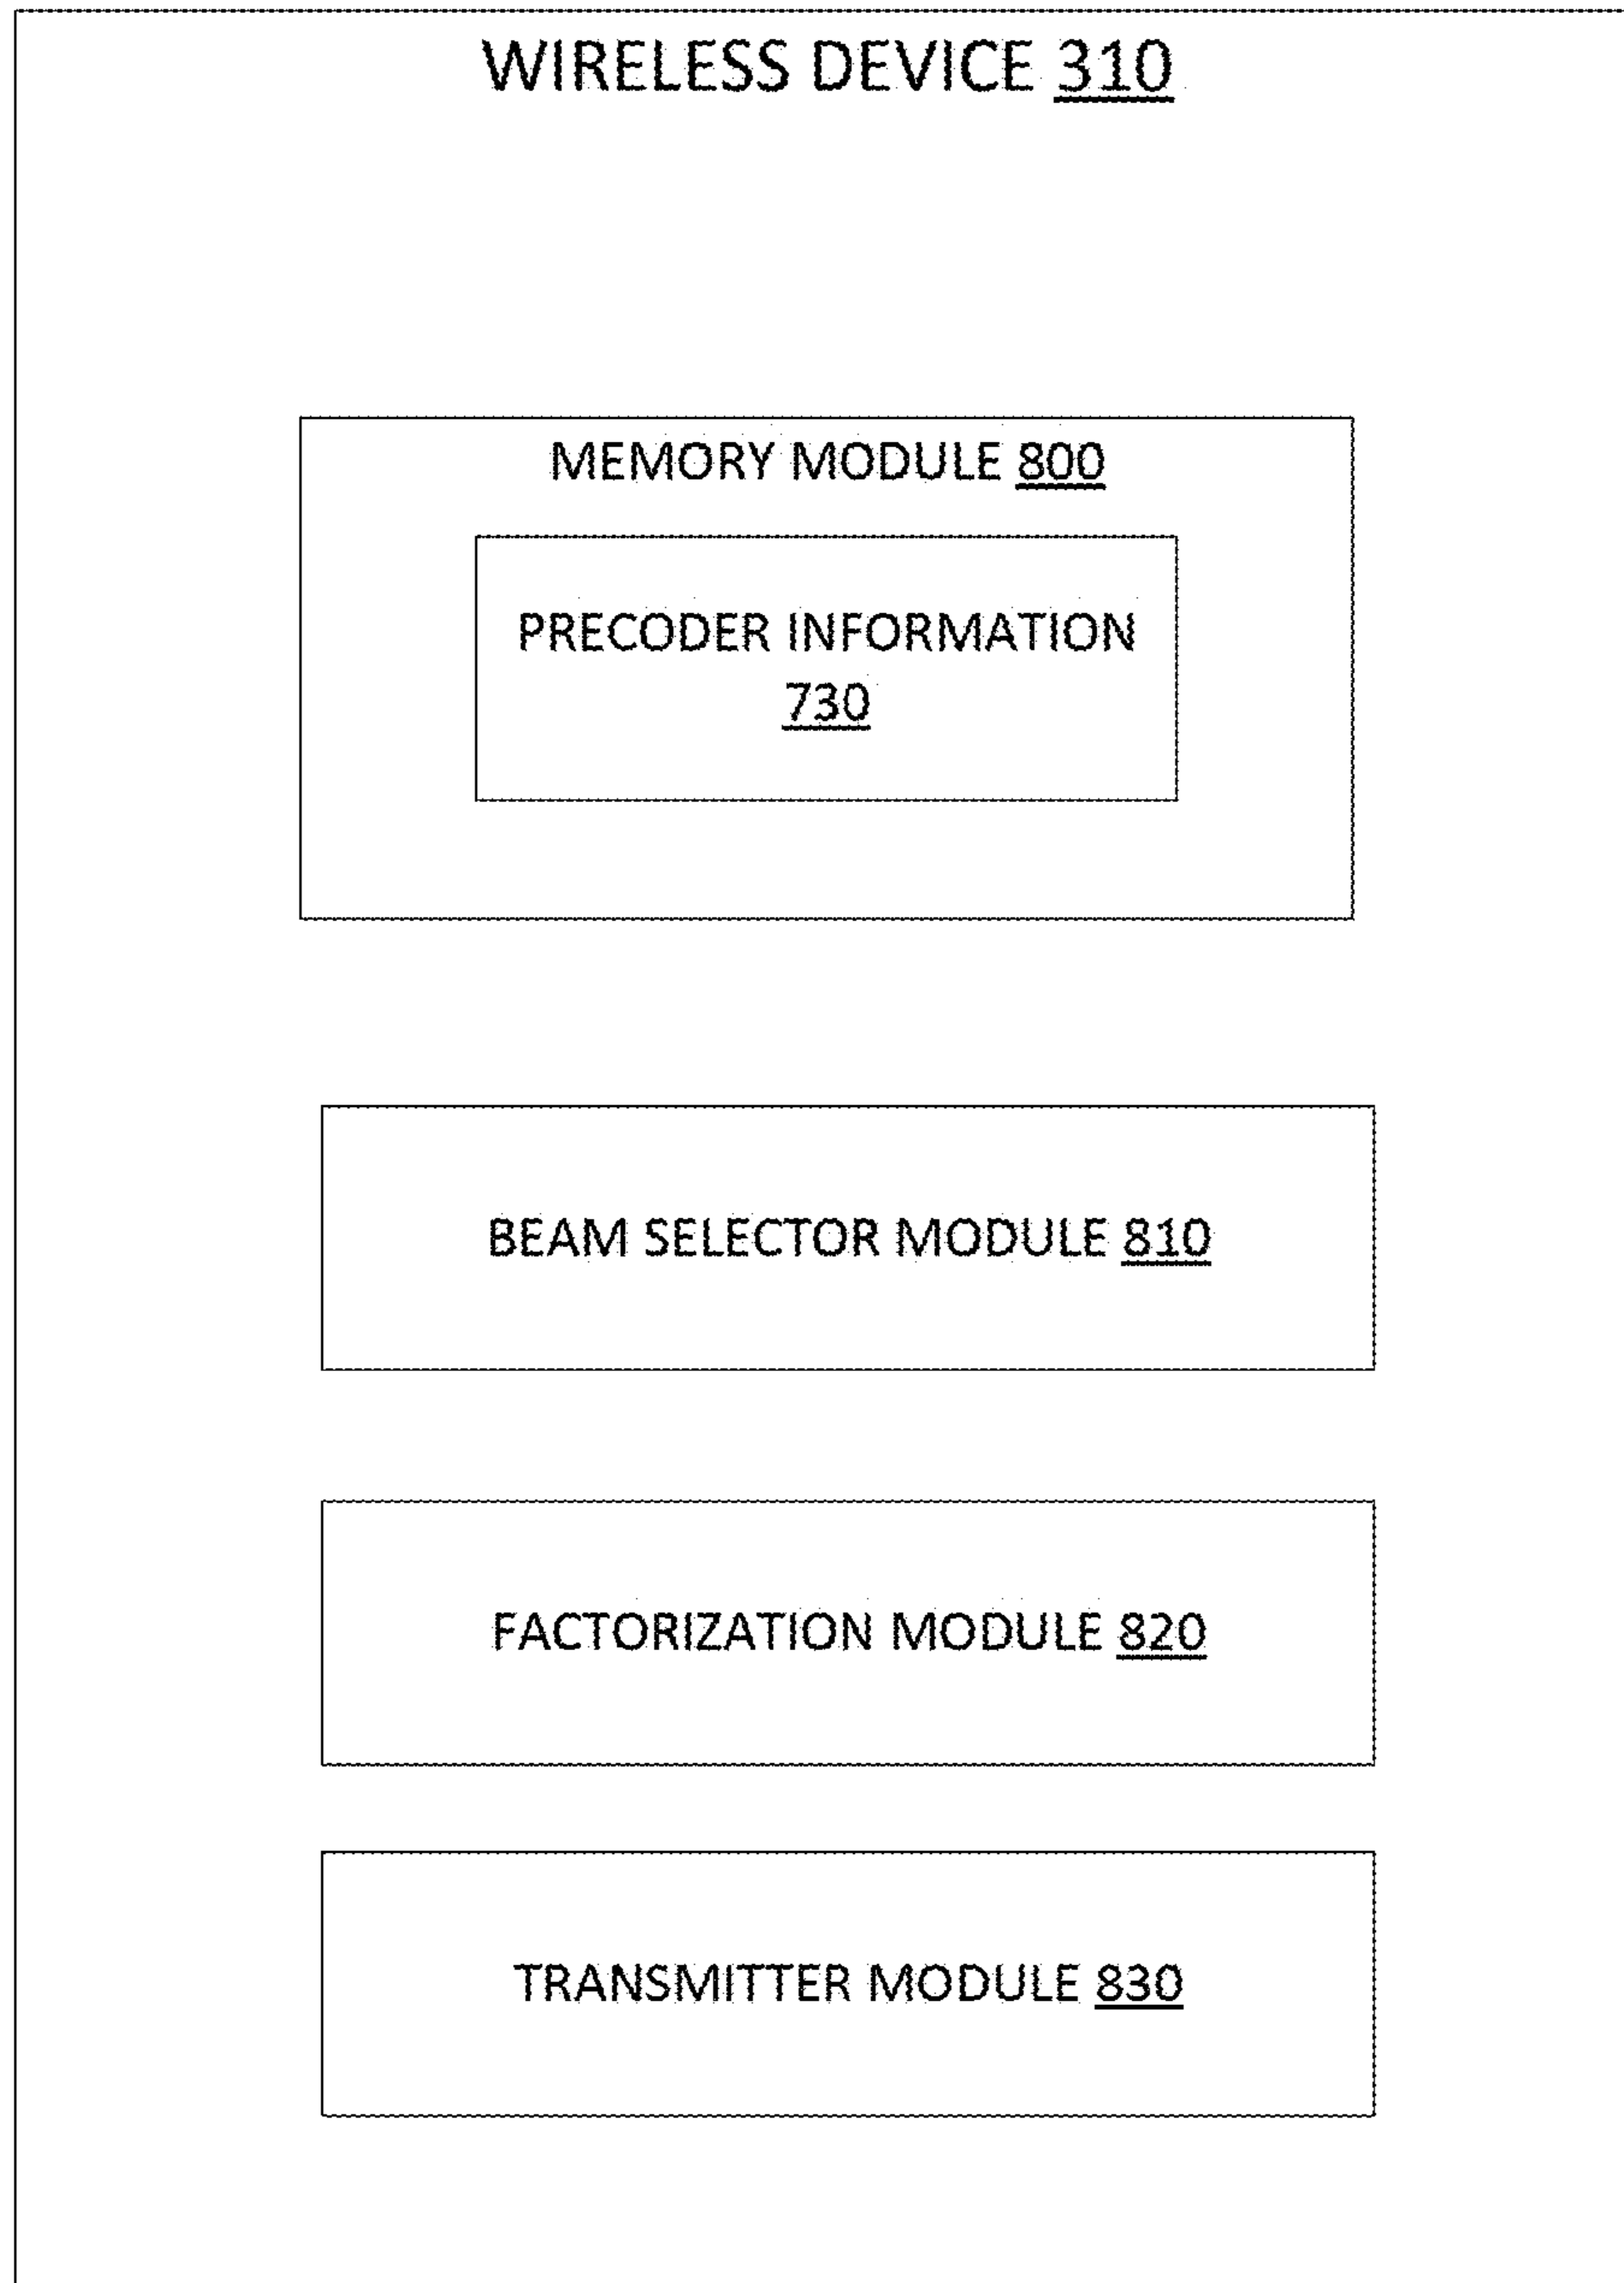 WIRELESS DEVICE 310
MEMORY MODULE 800
PRECODER INFORMATION
730
BEAM SELECTOR MODULE 810
FACTORIZATION MODULE 820
TRANSMITTER MODULE 830